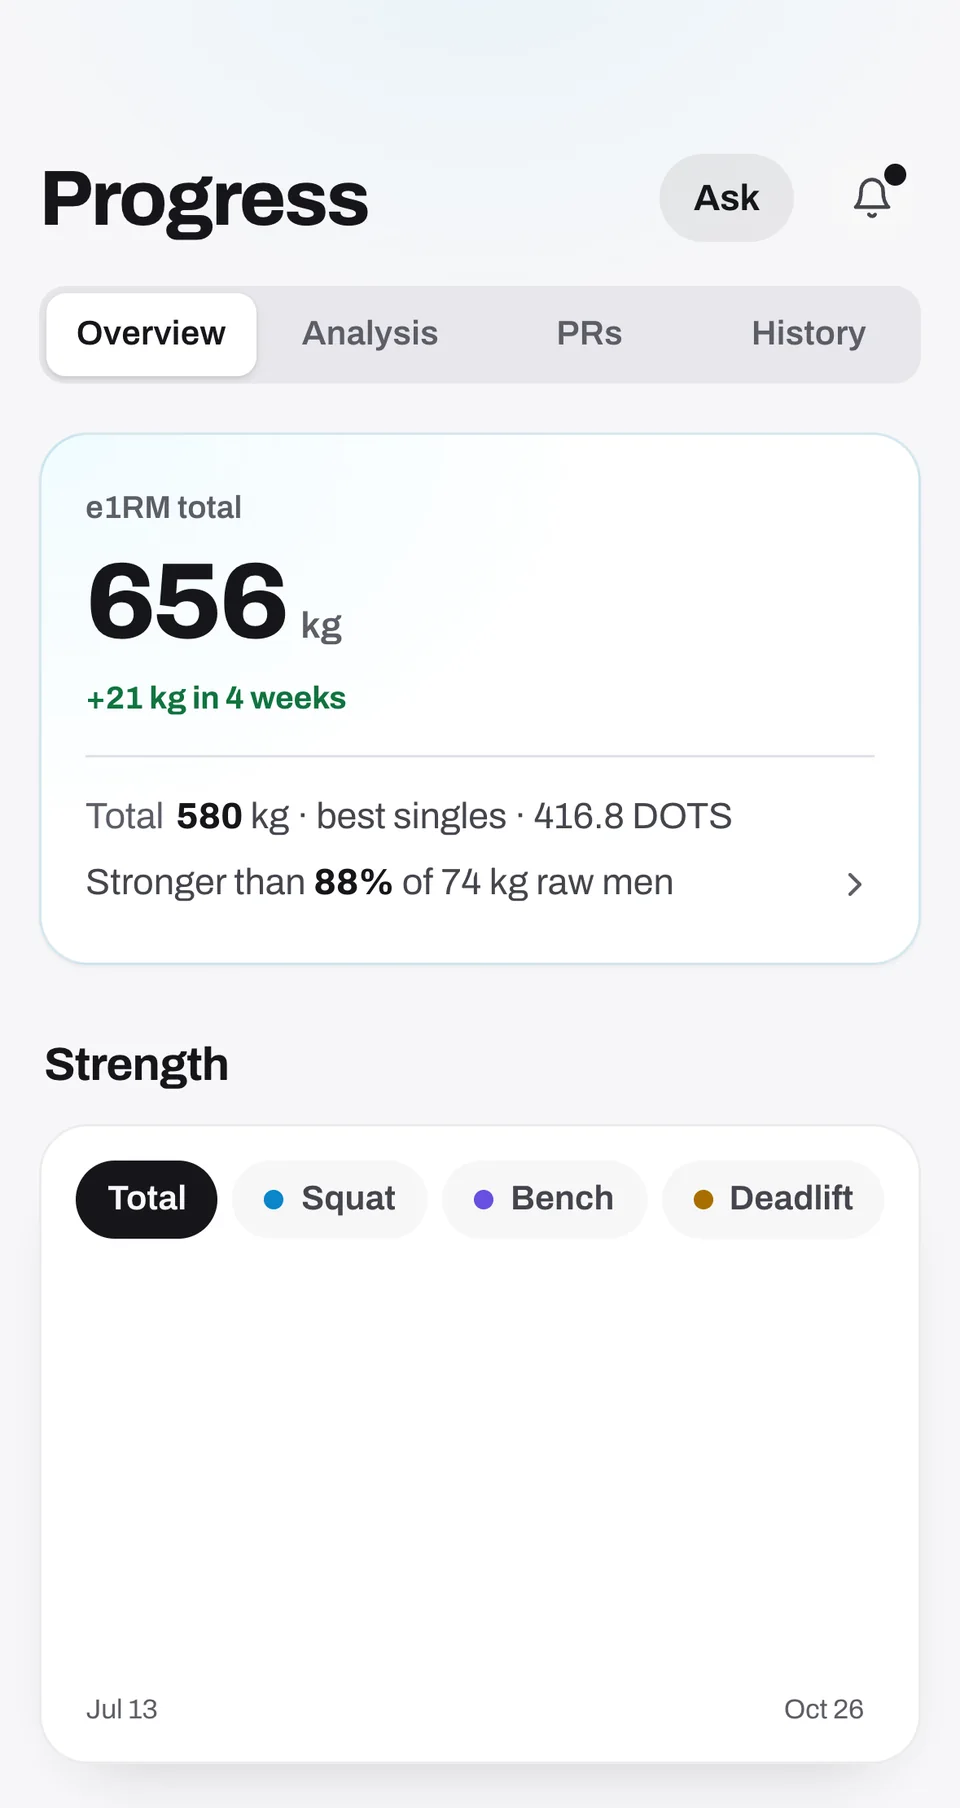 Progress
Ask
Overview Analysis PRs History
e1RM total
656 kg
+21 kg in 4 weeks
Total 580 kg · best singles · 416.8 DOTS
Stronger than 88% of 74 kg raw men
Strength
Total Squat Bench Deadlift
Jul 13 Oct 26